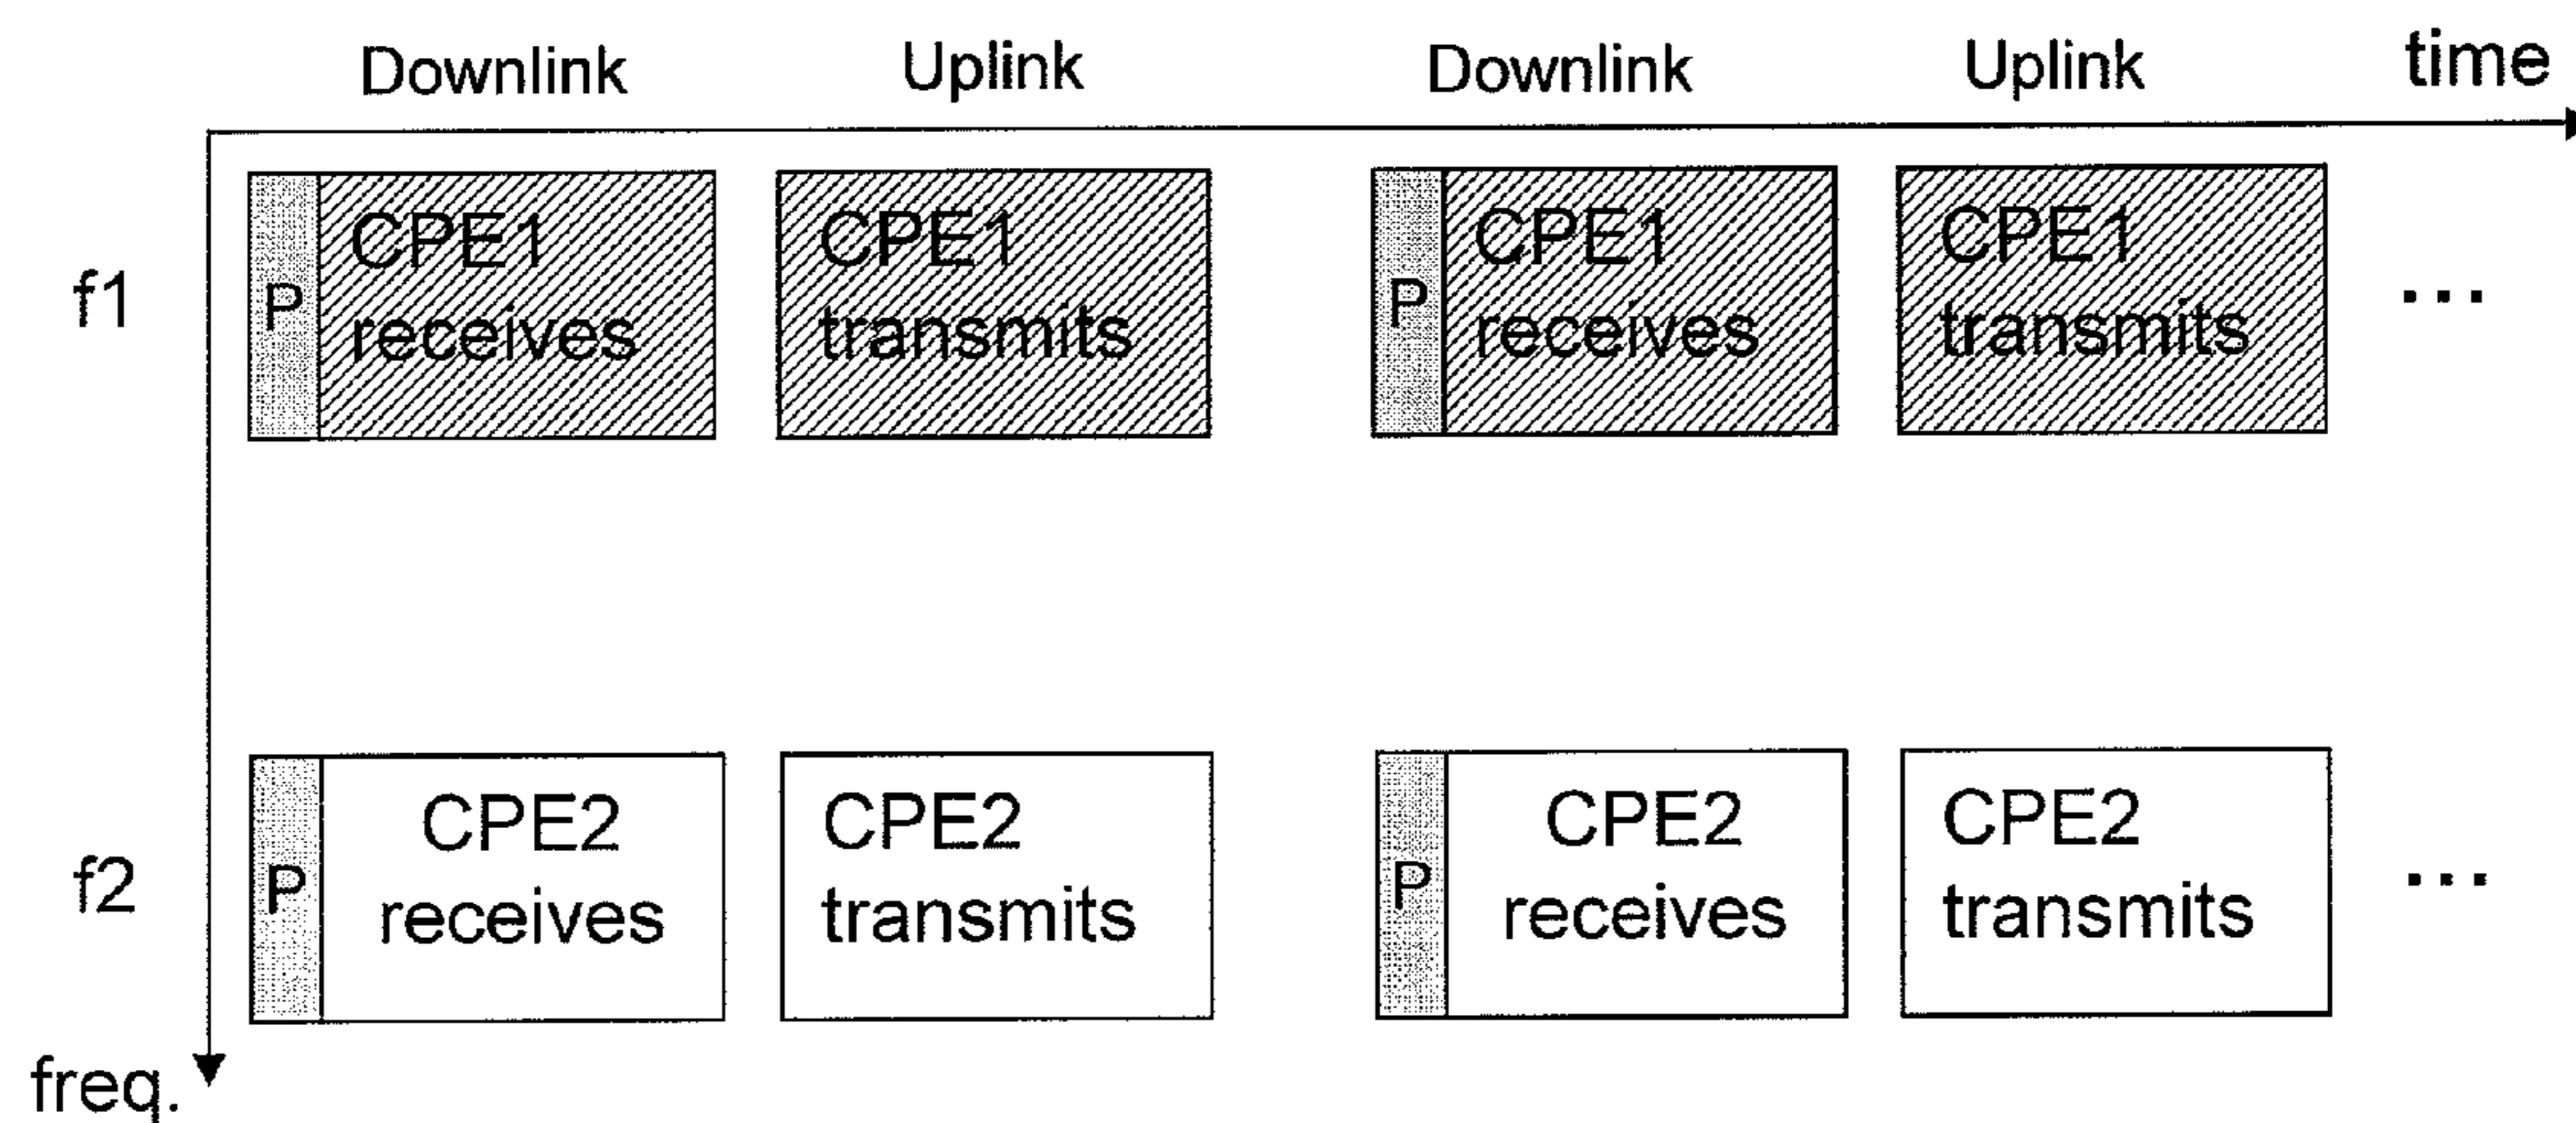 Downlink Uplink Downlink Uplink time
f1
P
CPE1
receives
CPE1
transmits
P
CPE1
receives
CPE1
transmits
...
f2
P
CPE2
receives
CPE2
transmits
P
CPE2
receives
CPE2
transmits
...
freq.